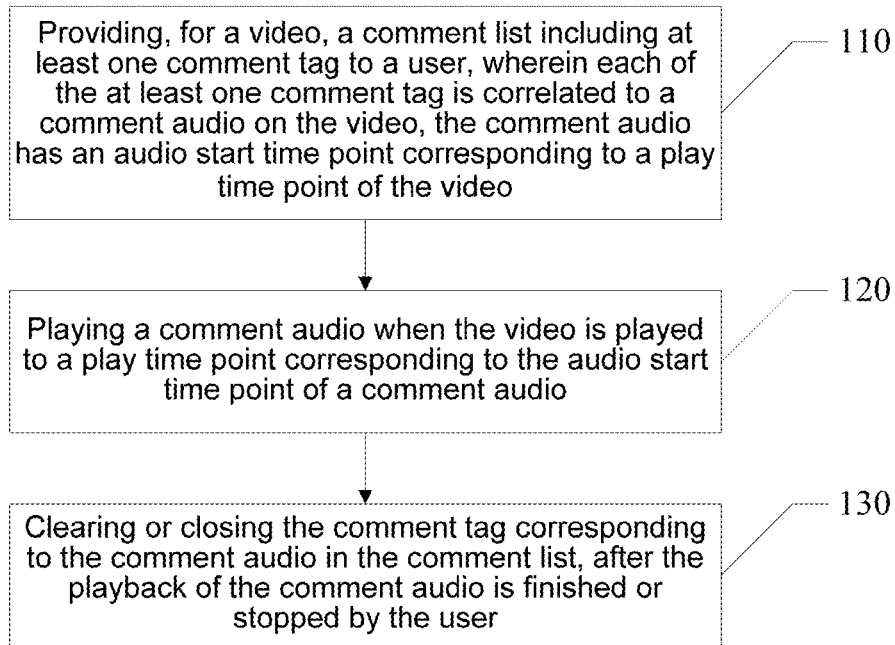 Providing, for a video, a comment list including at
least one comment tag to a user, wherein each of
the at least one comment tag is correlated to a
comment audio on the video, the comment audio
has an audio start time point corresponding to a play
time point of the video
110
Playing a comment audio when the video is played
to a play time point corresponding to the audio start
time point of a comment audio
120
Clearing or closing the comment tag corresponding
to the comment audio in the comment list, after the
playback of the comment audio is finished or
stopped by the user
130